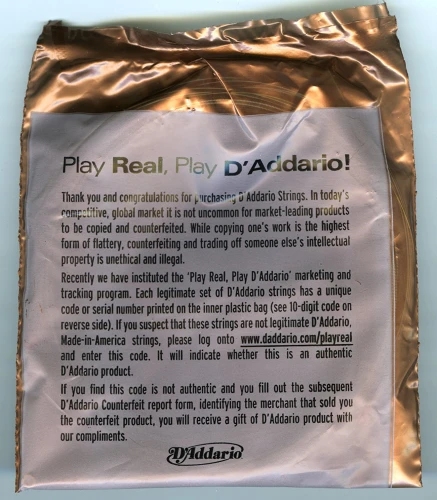 Play Real, Play D'Addario!
Thank you and congratulations for purchasing D'Addario Strings. In today's
competitive, global market it is not uncommon for market-leading products
to be copied and counterfeited. While copying one's work is the highest
form of flattery, counterfeiting and trading off someone else's intellectual
property is unethical and illegal.
Recently we have instituted the 'Play Real, Play D'Addario' marketing and
tracking program. Each legitimate set of D'Addario strings has a unique
code or serial number printed on the inner plastic bag (see 10-digit code on
reverse side). If you suspect that these strings are not legitimate D'Addario,
Made-in-America strings, please log onto www.daddario.com/playreal
and enter this code. It will indicate whether this is an authentic
D'Addario product.
If you find this code is not authentic and you fill out the subsequent
D'Addario Counterfeit report form, identifying the merchant that sold you
the counterfeit product, you will receive a gift of D'Addario product with
our compliments.
D'Addario